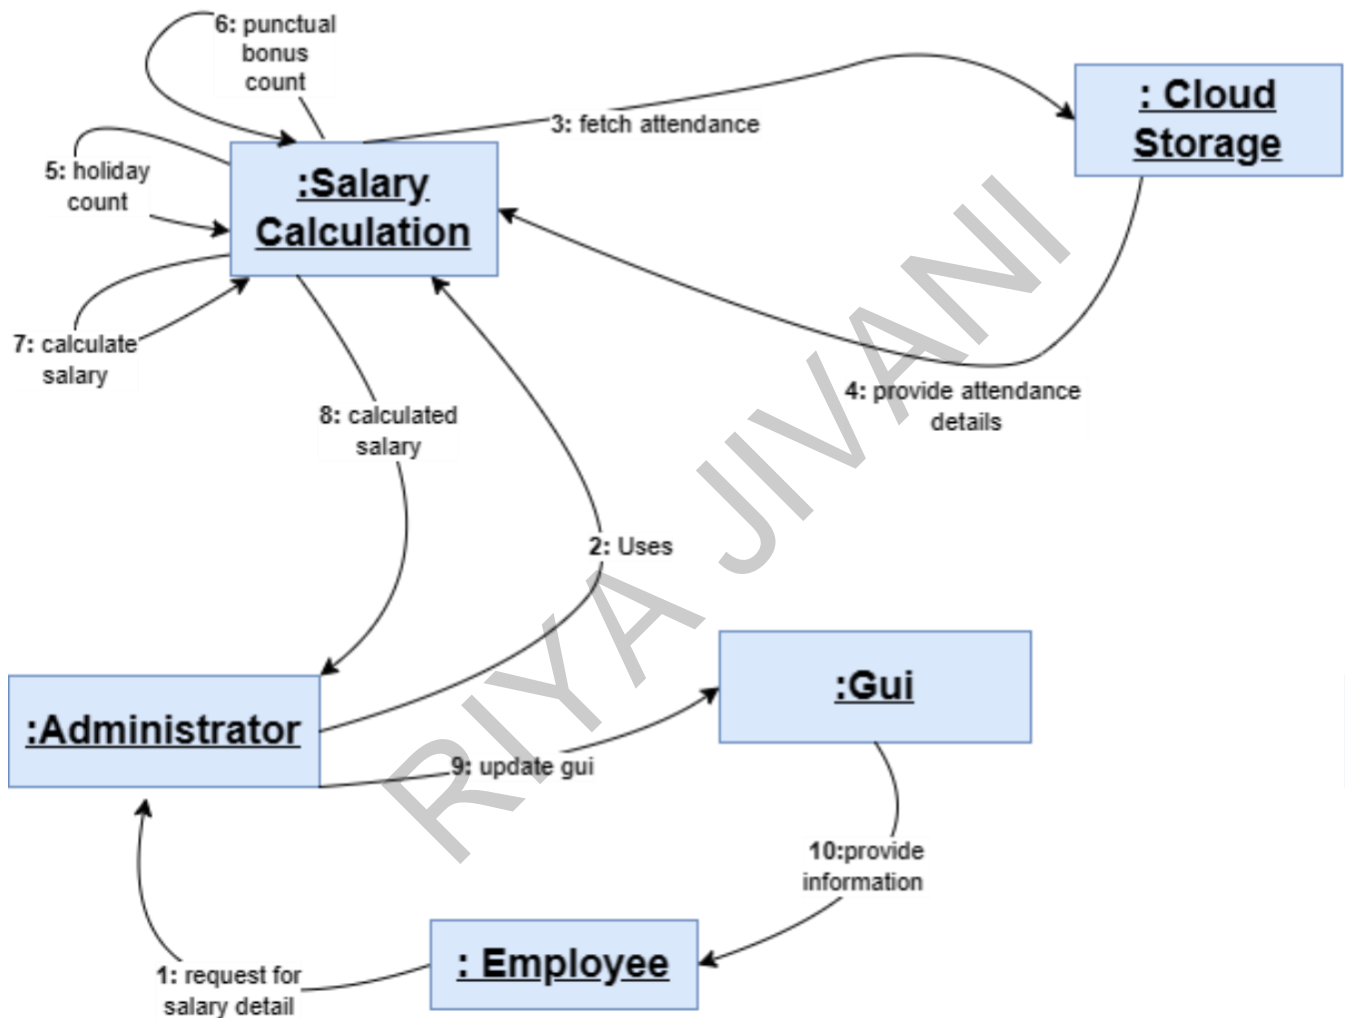 6: punctual
bonus
count
3: fetch attendance
: Cloud
Storage
5: holiday
count
:Salary
Calculation
7: calculate
salary
4: provide attendance
details
8: calculated
salary
2: Uses
:Administrator
:Gui
9: update gui
10:provide
information
1: request for
salary detail
: Employee
RIYA JIVANI